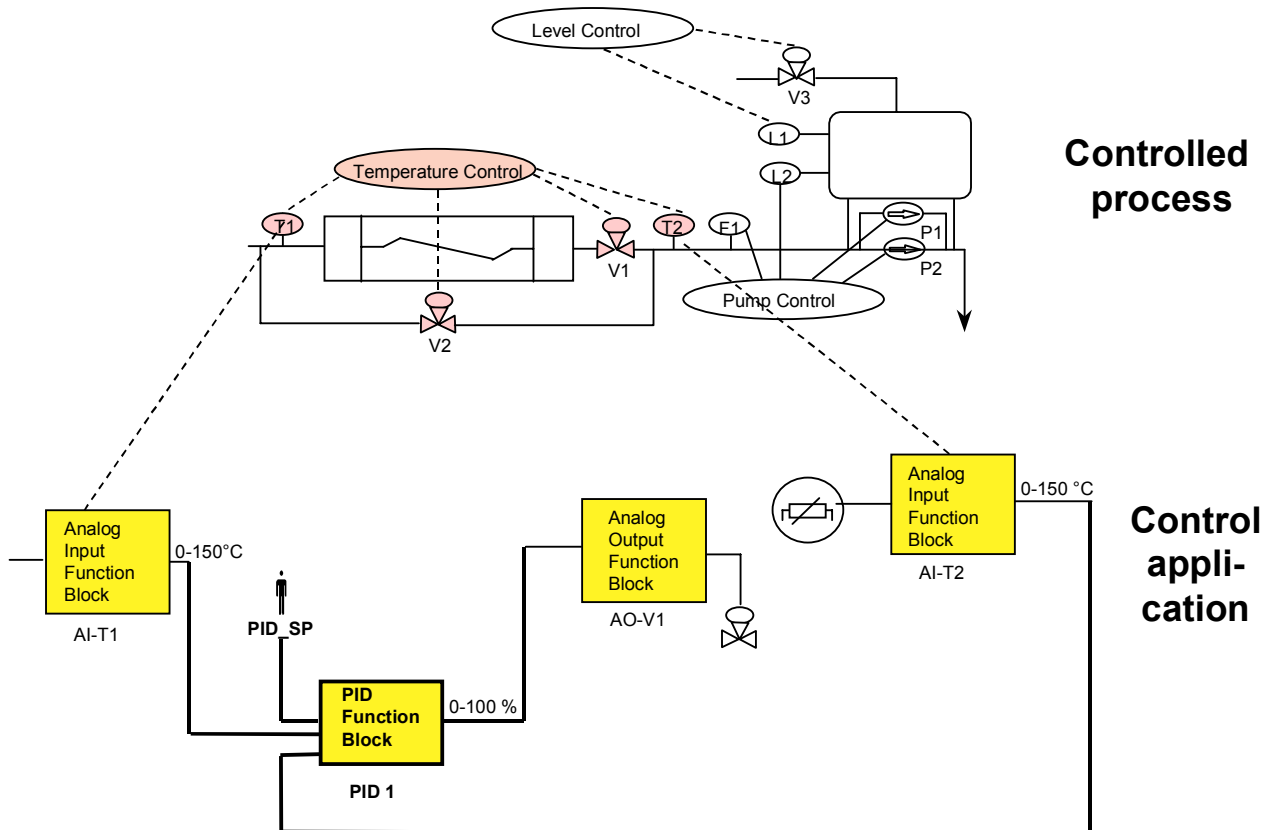 Level Control
V3
L1
Controlled
process
Temperature Control
L2
T1
T2
F1
P1
V1
P2
Pump Control
V2
Analog
Input
Function
Block
0-150 °C
Analog
Output
Function
Block
Control
appli-
cation
Analog
Input
Function
Block
0-150°C
AI-T2
AO-V1
PID_SP
AI-T1
PID
Function
Block
0-100 %
PID 1